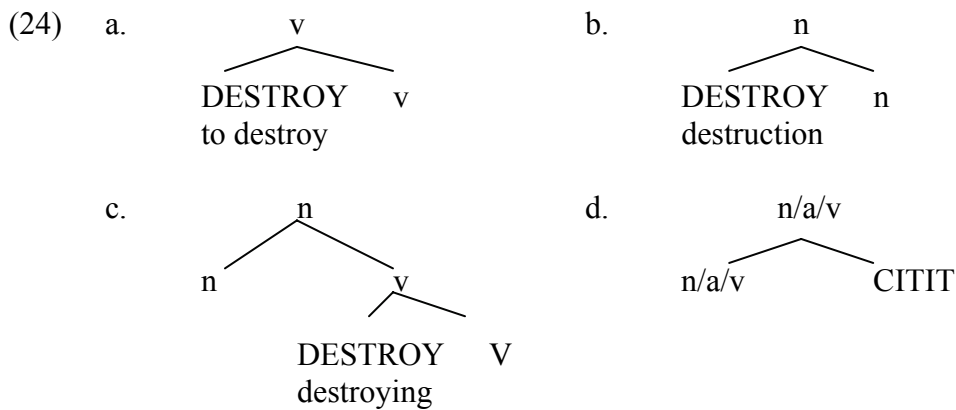 (24) a. v b. n
DESTROY v DESTROY n
to destroy destruction
c. n d. n/a/v
n v n/a/v CITIT
DESTROY V
destroying